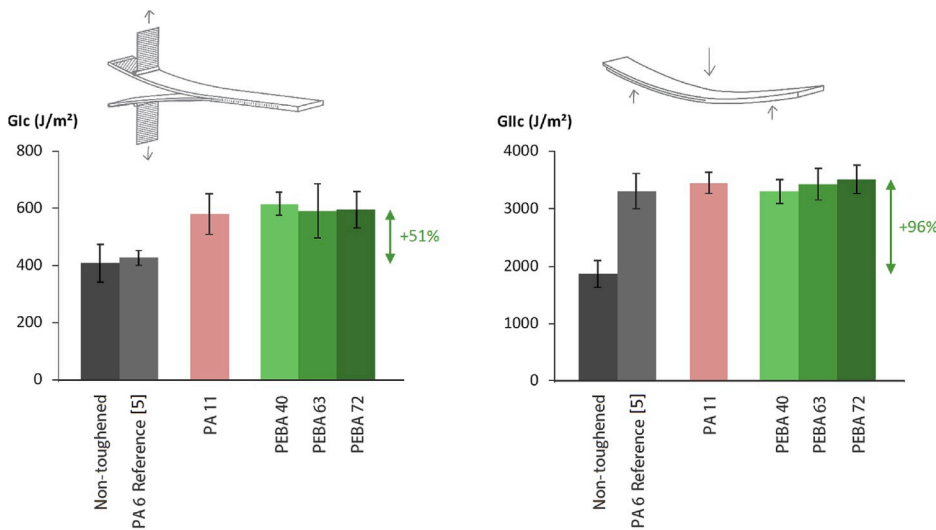 GIc (J/m²)
800
600
400
200
0
+51%
Non-toughened
PA 6 Reference [5]
PA 11
PEBA 40
PEBA 63
PEBA 72
GIIc (J/m²)
4000
3000
2000
1000
0
+96%
Non-toughened
PA 6 Reference [5]
PA 11
PEBA 40
PEBA 63
PEBA 72